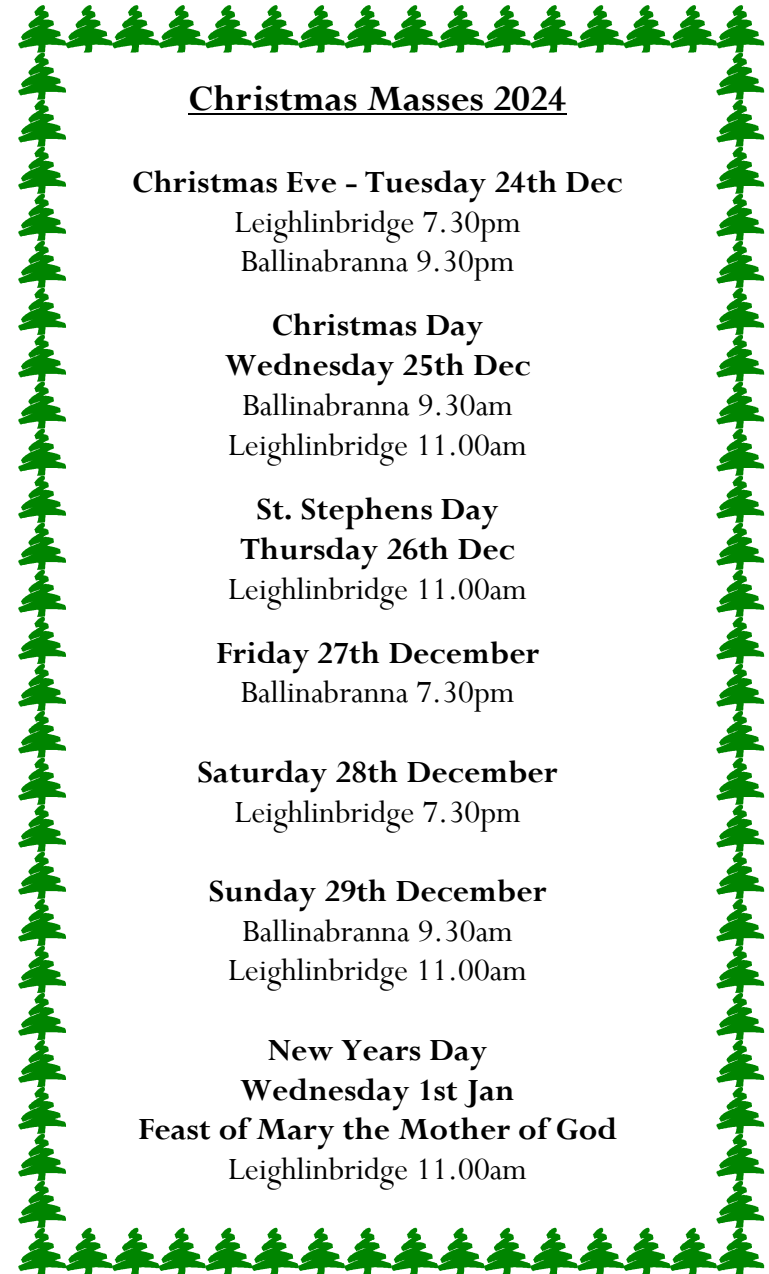 Christmas Masses 2024
Christmas Eve - Tuesday 24th Dec
Leighlinbridge 7.30pm
Ballinabranna 9.30pm
Christmas Day
Wednesday 25th Dec
Ballinabranna 9.30am
Leighlinbridge 11.00am
St. Stephens Day
Thursday 26th Dec
Leighlinbridge 11.00am
Friday 27th December
Ballinabranna 7.30pm
Saturday 28th December
Leighlinbridge 7.30pm
Sunday 29th December
Ballinabranna 9.30am
Leighlinbridge 11.00am
New Years Day
Wednesday 1st Jan
Feast of Mary the Mother of God
Leighlinbridge 11.00am